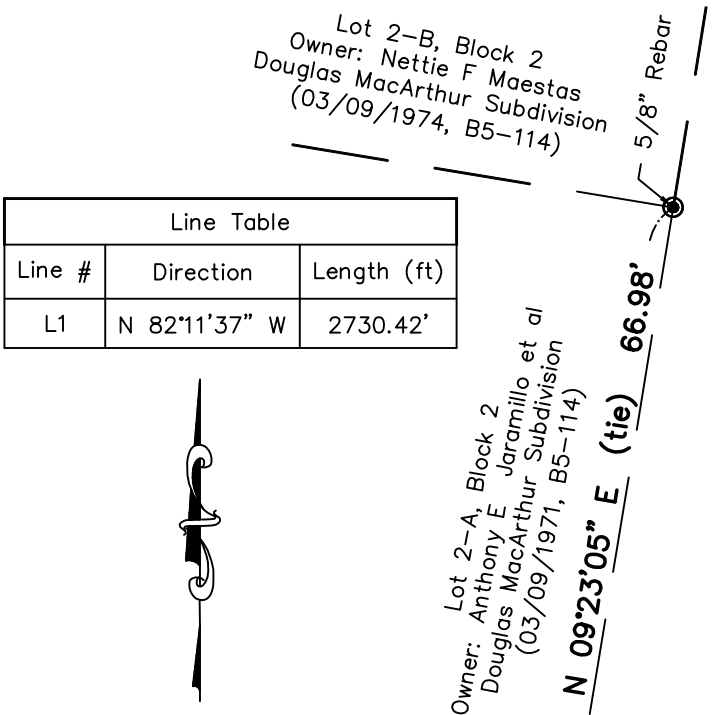 Lot 2-B, Block 2
Owner: Nettie F Maestas
Douglas MacArthur Subdivision
(03/09/1974, B5-114)
5/8" Rebar
Line Table
Line # Direction Length (ft)
L1 N 82°11'37" W 2730.42'
Lot 2-A, Block 2
Owner: Anthony E Jaramillo et al
Douglas MacArthur Subdivision
(03/09/1971, B5-114)
N 09°23'05" E (tie) 66.98'